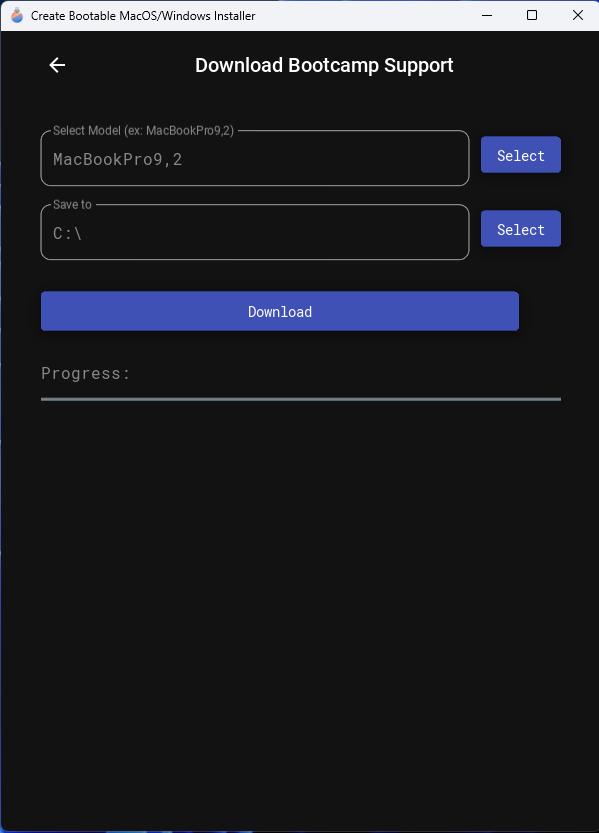 Create Bootable MacOS/Windows Installer
Download Bootcamp Support
Select Model (ex: MacBookPro9,2)
MacBookPro9,2
Select
Save to
C:\
Select
Download
Progress: